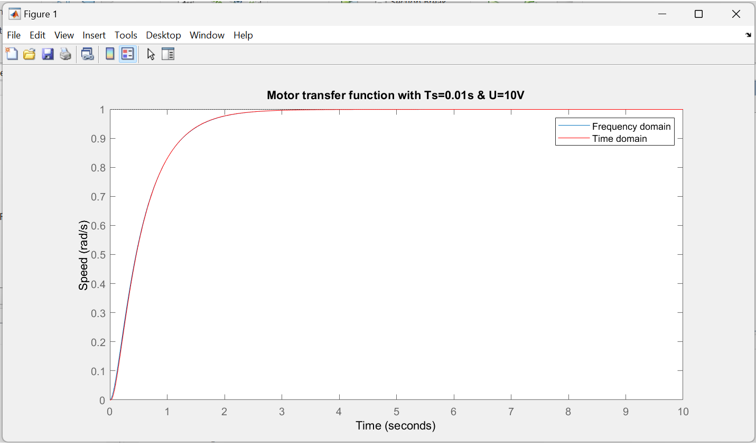 Figure 1
File Edit View Insert Tools Desktop Window Help
Motor transfer function with Ts=0.01s & U=10V
Frequency domain
Time domain
1
0.9
0.8
0.7
0.6
0.5
0.4
0.3
0.2
0.1
0
Speed (rad/s)
0 1 2 3 4 5 6 7 8 9 10
Time (seconds)